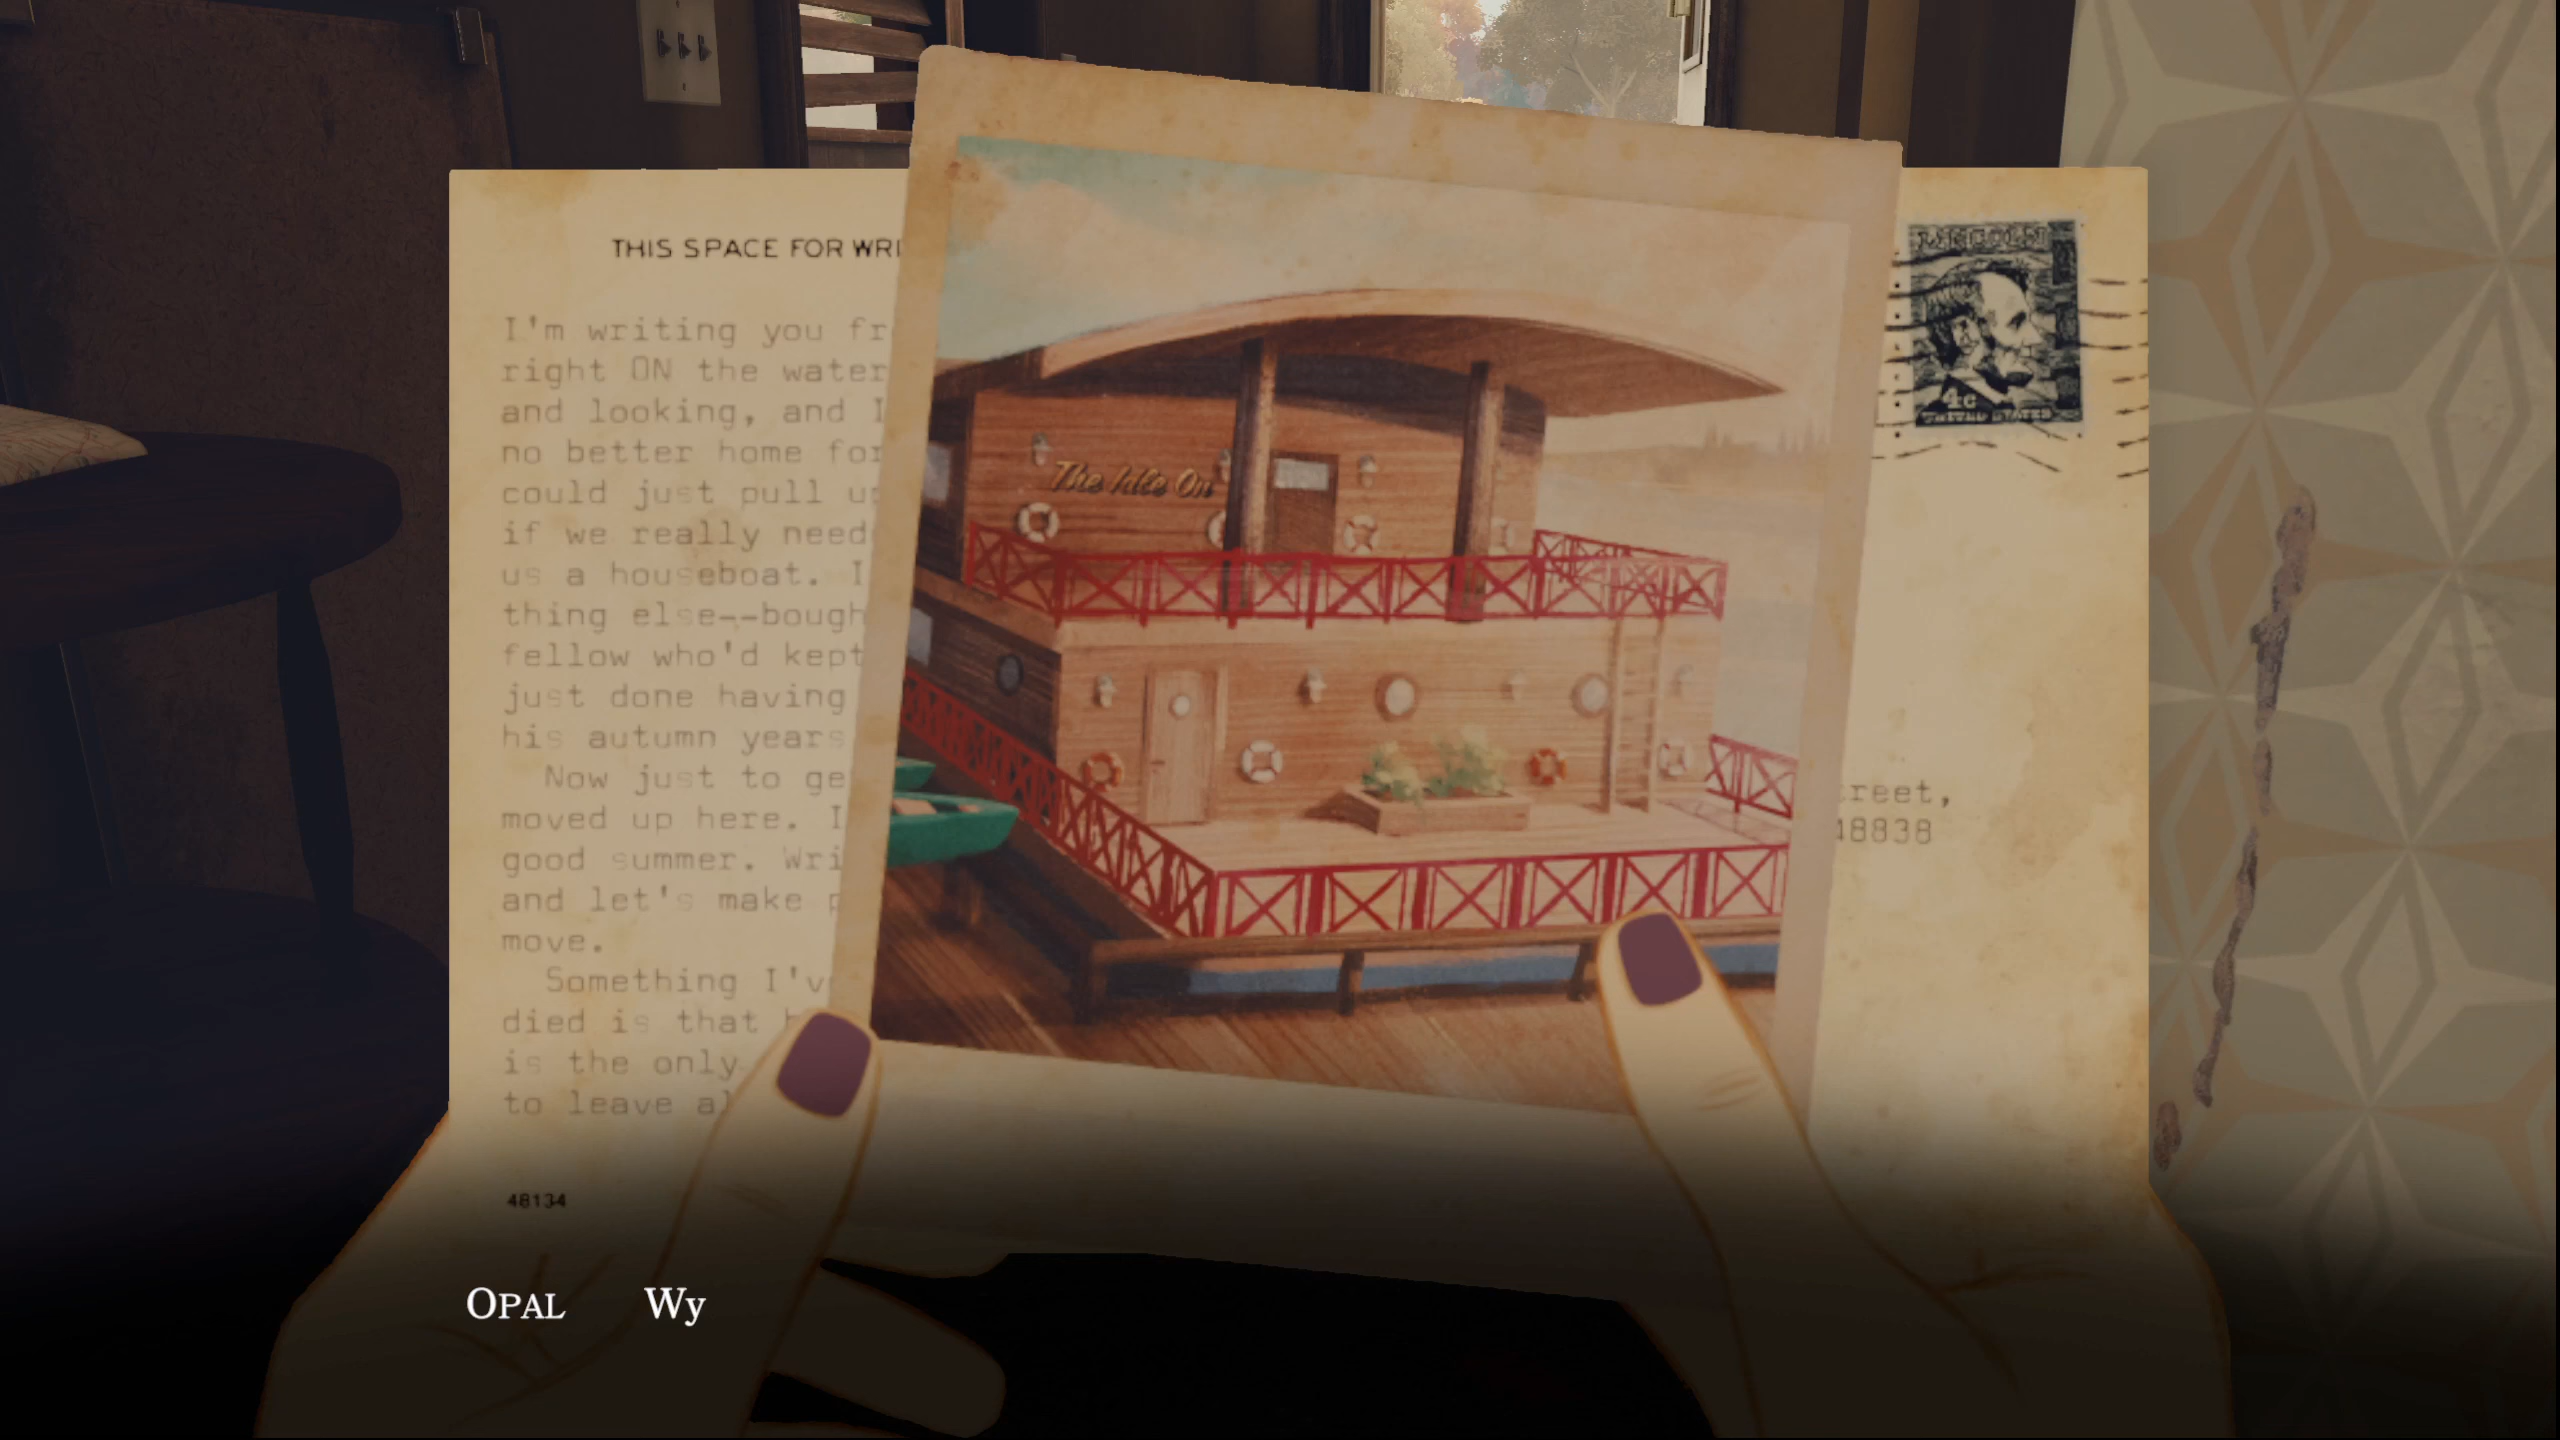 THIS SPACE FOR WRI
I'm writing you fr
right ON the water
and looking, and I
no better home for
could just pull u
if we really need
us a houseboat. I
thing else--bough
fellow who'd kept
just done having
his autumn years
Now just to ge
moved up here. I
good summer. Wri
and let's make p
move.
Something I'v
died is that h
is the only
to leave al
48134
The Idle On
LINCOLN
4c
UNITED STATES
treet,
48838
OPAL Wy